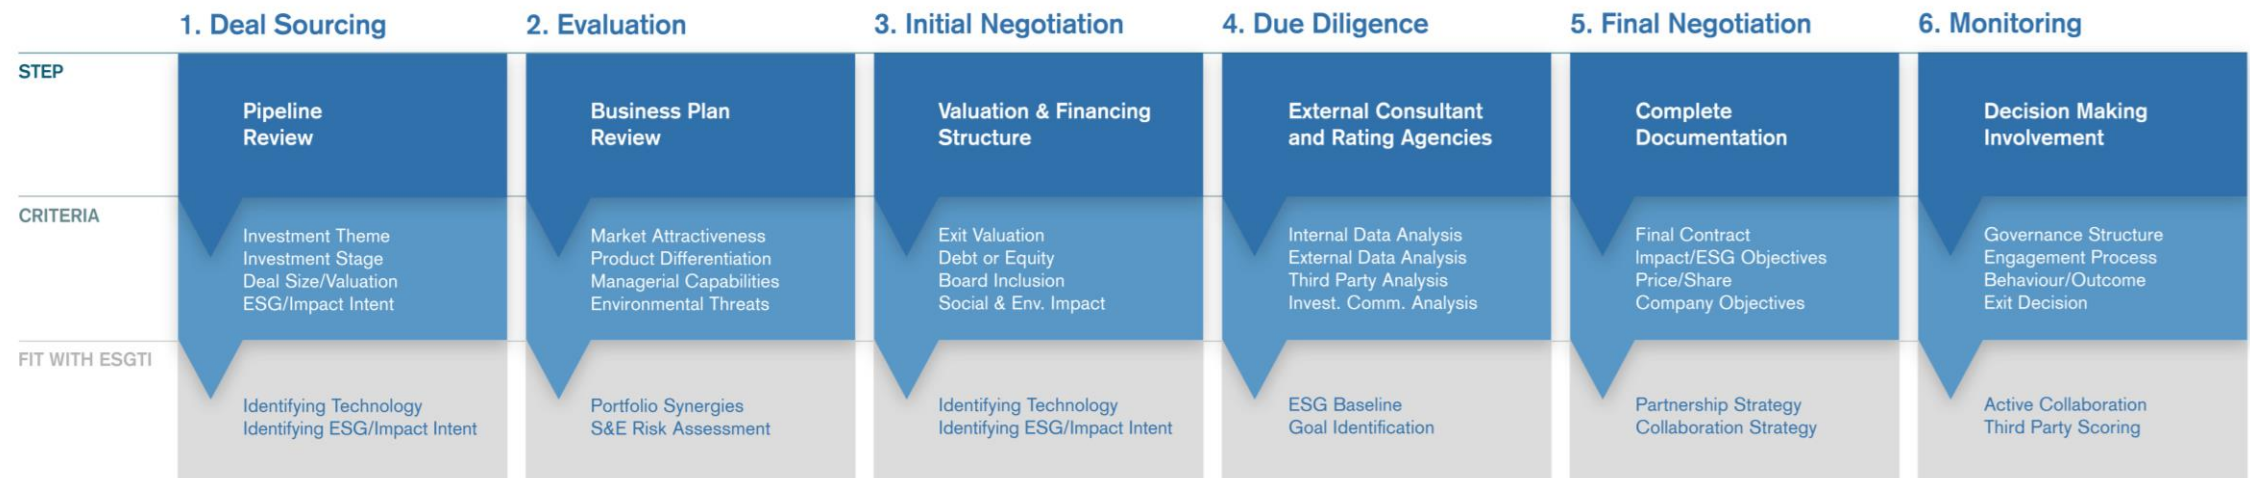 1. Deal Sourcing
2. Evaluation
3. Initial Negotiation
4. Due Diligence
5. Final Negotiation
6. Monitoring
STEP
Pipeline
Review
Business Plan
Review
Valuation & Financing
Structure
External Consultant
and Rating Agencies
Complete
Documentation
Decision Making
Involvement
CRITERIA
Investment Theme
Investment Stage
Deal Size/Valuation
ESG/Impact Intent
Market Attractiveness
Product Differentiation
Managerial Capabilities
Environmental Threats
Exit Valuation
Debt or Equity
Board Inclusion
Social & Env. Impact
Internal Data Analysis
External Data Analysis
Third Party Analysis
Invest. Comm. Analysis
Final Contract
Impact/ESG Objectives
Price/Share
Company Objectives
Governance Structure
Engagement Process
Behaviour/Outcome
Exit Decision
FIT WITH ESGTI
Identifying Technology
Identifying ESG/Impact Intent
Portfolio Synergies
S&E Risk Assessment
Identifying Technology
Identifying ESG/Impact Intent
ESG Baseline
Goal Identification
Partnership Strategy
Collaboration Strategy
Active Collaboration
Third Party Scoring